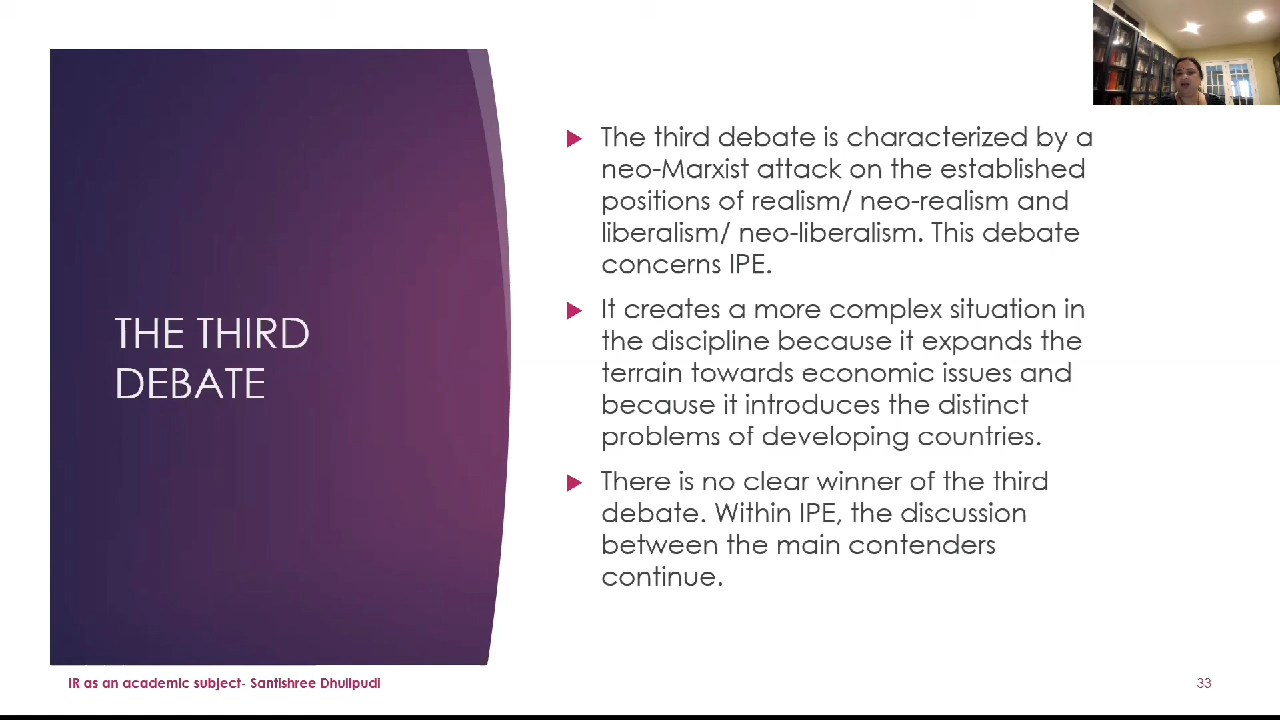 THE THIRD
DEBATE
The third debate is characterized by a
neo-Marxist attack on the established
positions of realism/ neo-realism and
liberalism/ neo-liberalism. This debate
concerns IPE.
It creates a more complex situation in
the discipline because it expands the
terrain towards economic issues and
because it introduces the distinct
problems of developing countries.
There is no clear winner of the third
debate. Within IPE, the discussion
between the main contenders
continue.
IR as an academic subject- Santishree Dhulipudi
33